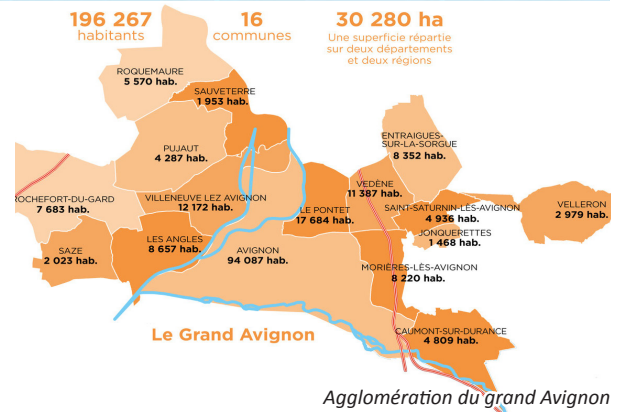 196 267
habitants
16
communes
30 280 ha
Une superficie répartie
sur deux départements
et deux régions
ROQUEMAURE
5 570 hab.
SAUVETERRE
1 953 hab.
PUJAUT
4 287 hab.
ENTRAIGUES-
SUR-LA-SORGUE
8 352 hab.
ROCHEFORT-DU-GARD
7 683 hab.
VILLENEUVE LEZ AVIGNON
12 172 hab.
LE PONTET
17 684 hab.
VEDÈNE
11 387 hab.
SAINT-SATURNIN-LÈS-AVIGNON
4 936 hab.
VELLERON
2 979 hab.
JONQUERETTES
1 468 hab.
SAZE
2 023 hab.
LES ANGLES
8 657 hab.
AVIGNON
94 087 hab.
MORIÈRES-LÈS-AVIGNON
8 220 hab.
CAUMONT-SUR-DURANCE
4 809 hab.
Le Grand Avignon
Agglomération du grand Avignon